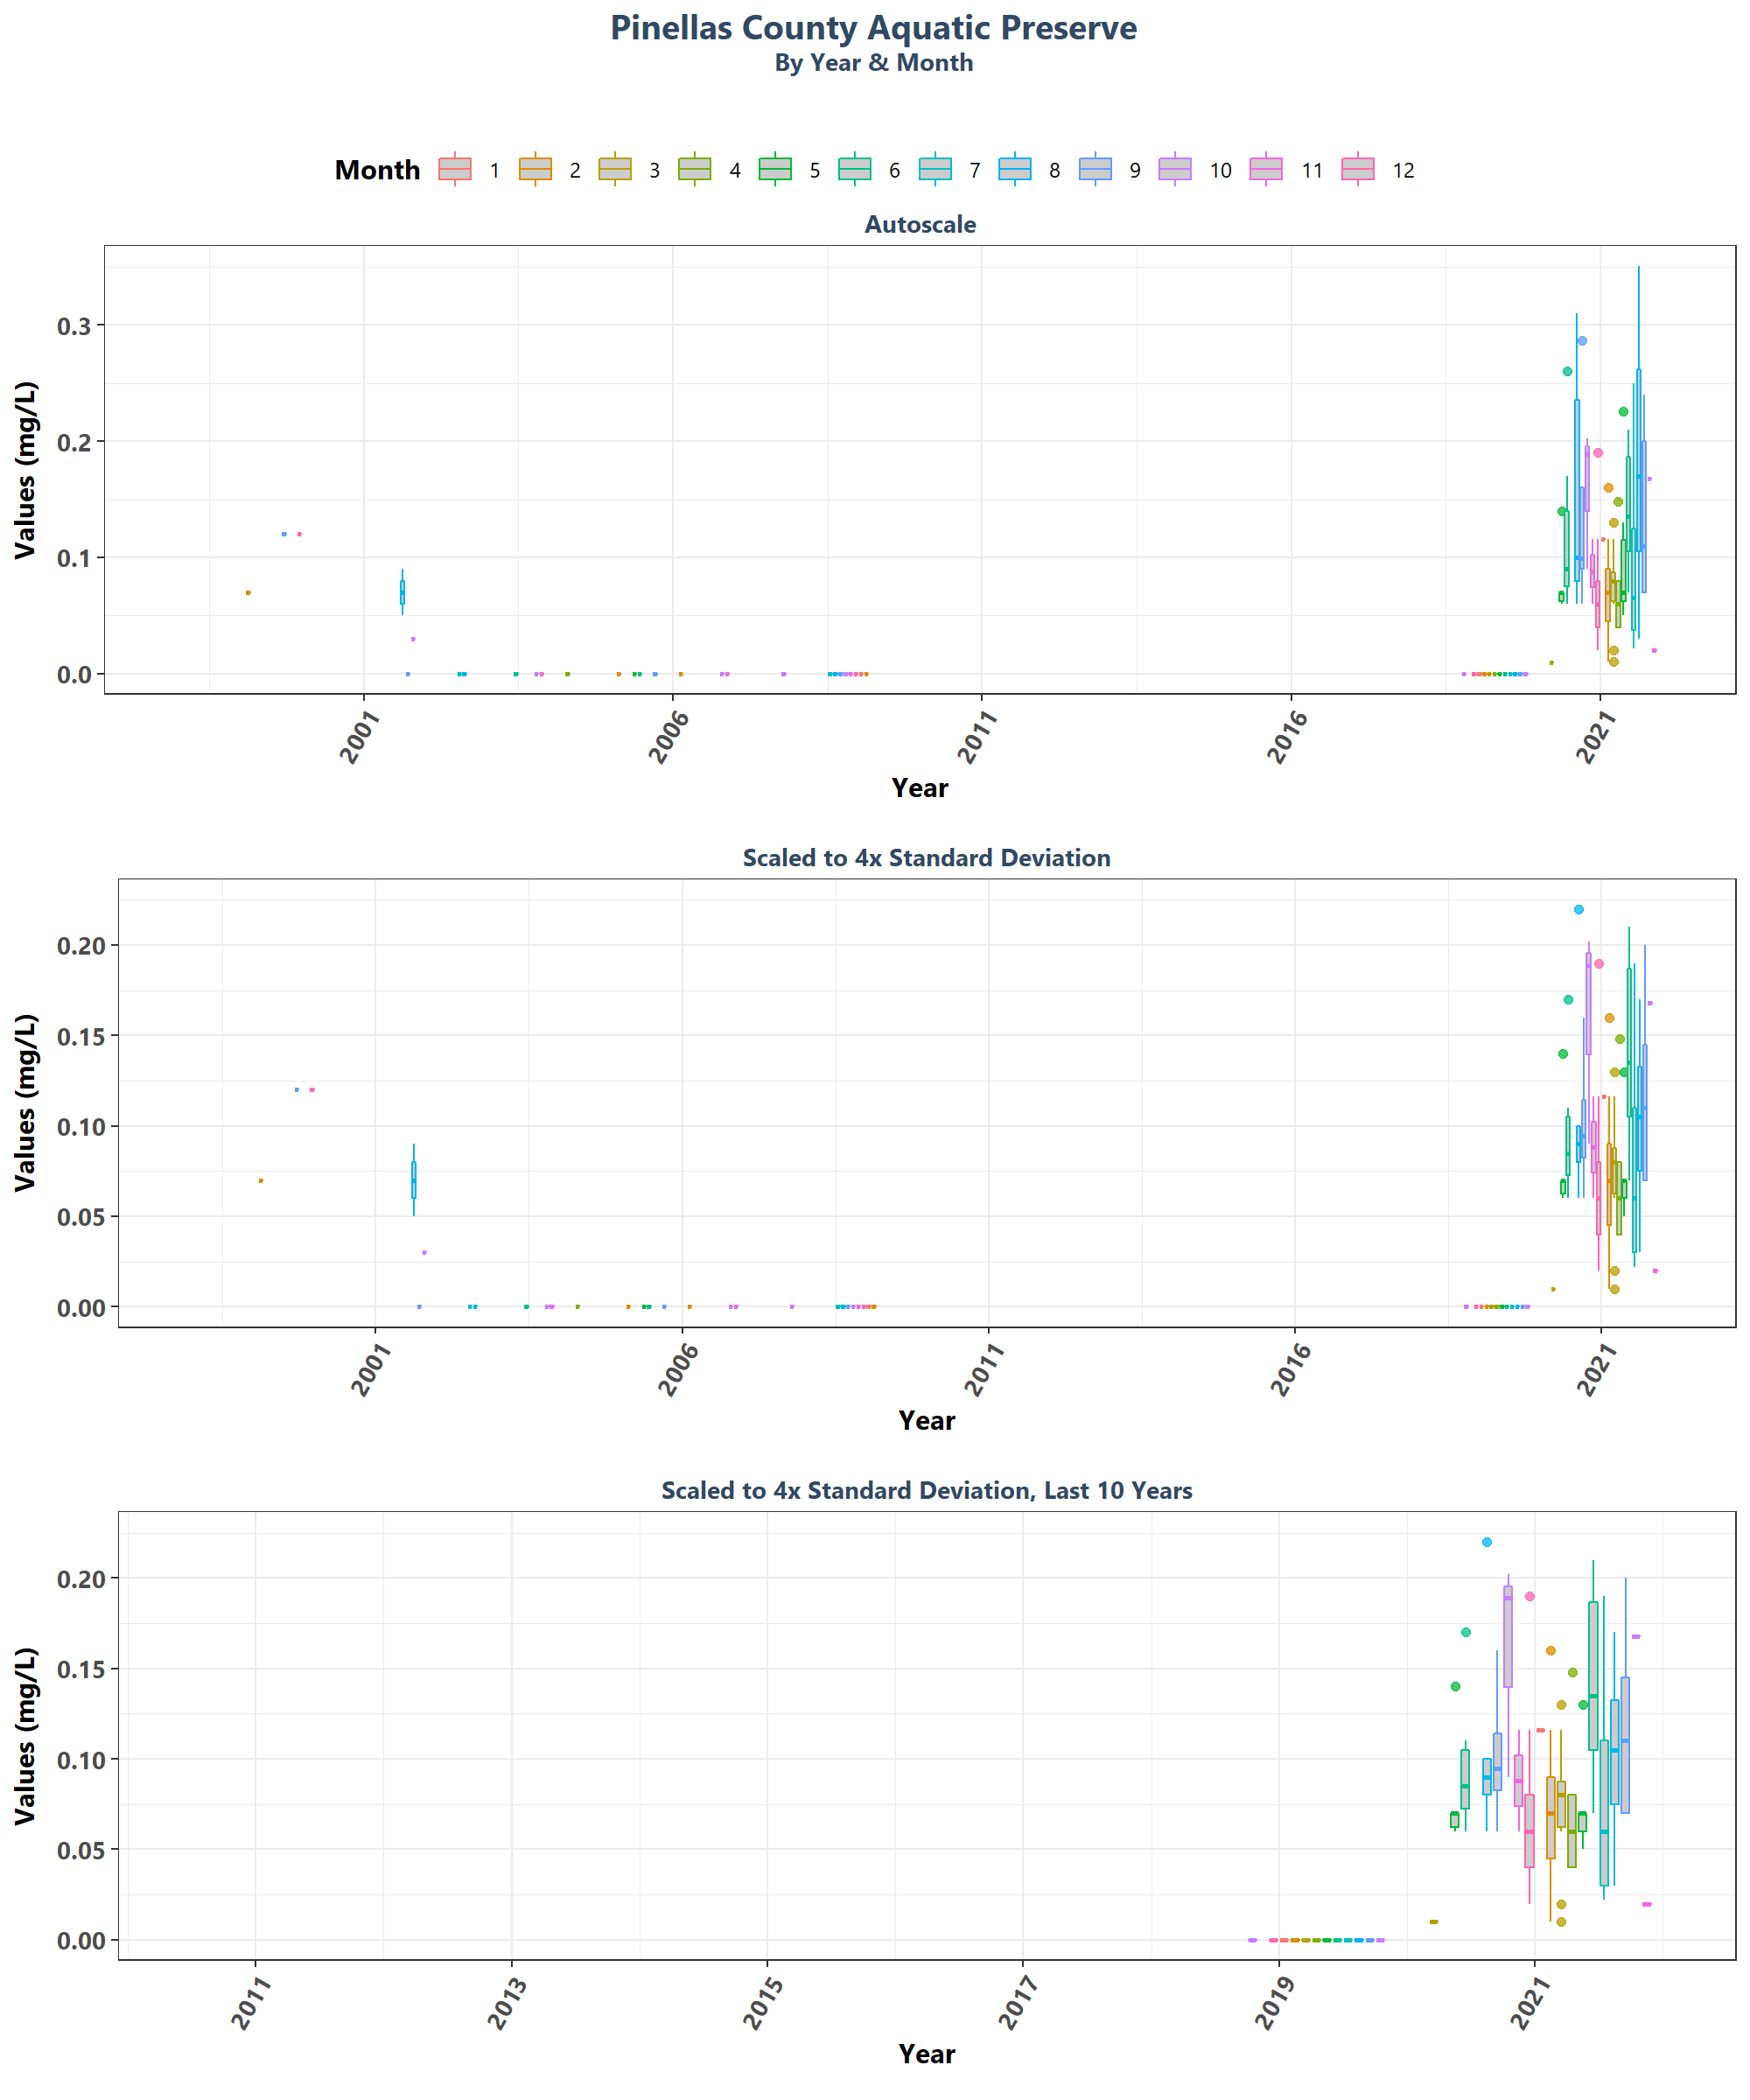 Pinellas County Aquatic Preserve
By Year & Month
Month 1 2 3 4 5 6 7 8 9 10 11 12
Autoscale
Values (mg/L)
0.3
0.2
0.1
0.0
2001 2006 2011 2016 2021
Year
Scaled to 4x Standard Deviation
Values (mg/L)
0.20
0.15
0.10
0.05
0.00
2001 2006 2011 2016 2021
Year
Scaled to 4x Standard Deviation, Last 10 Years
Values (mg/L)
0.20
0.15
0.10
0.05
0.00
2011 2013 2015 2017 2019 2021
Year